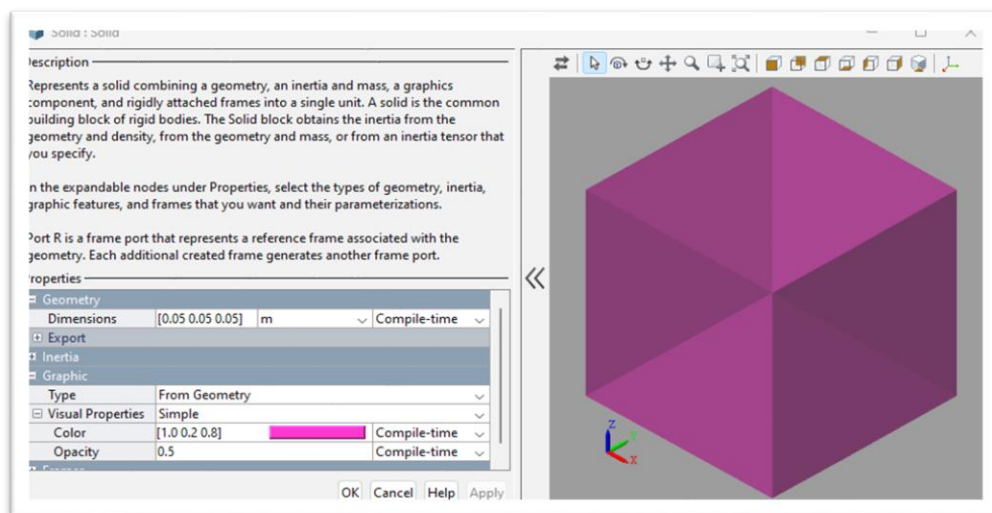 Solid : Solid
Description
Represents a solid combining a geometry, an inertia and mass, a graphics
component, and rigidly attached frames into a single unit. A solid is the common
building block of rigid bodies. The Solid block obtains the inertia from the
geometry and density, from the geometry and mass, or from an inertia tensor that
you specify.
In the expandable nodes under Properties, select the types of geometry, inertia,
graphic features, and frames that you want and their parameterizations.
Port R is a frame port that represents a reference frame associated with the
geometry. Each additional created frame generates another frame port.
Properties
Geometry
Dimensions [0.05 0.05 0.05] m Compile-time
Export
Inertia
Graphic
Type From Geometry
Visual Properties Simple
Color [1.0 0.2 0.8] Compile-time
Opacity 0.5 Compile-time
Frames
OK Cancel Help Apply
Z
Y
X